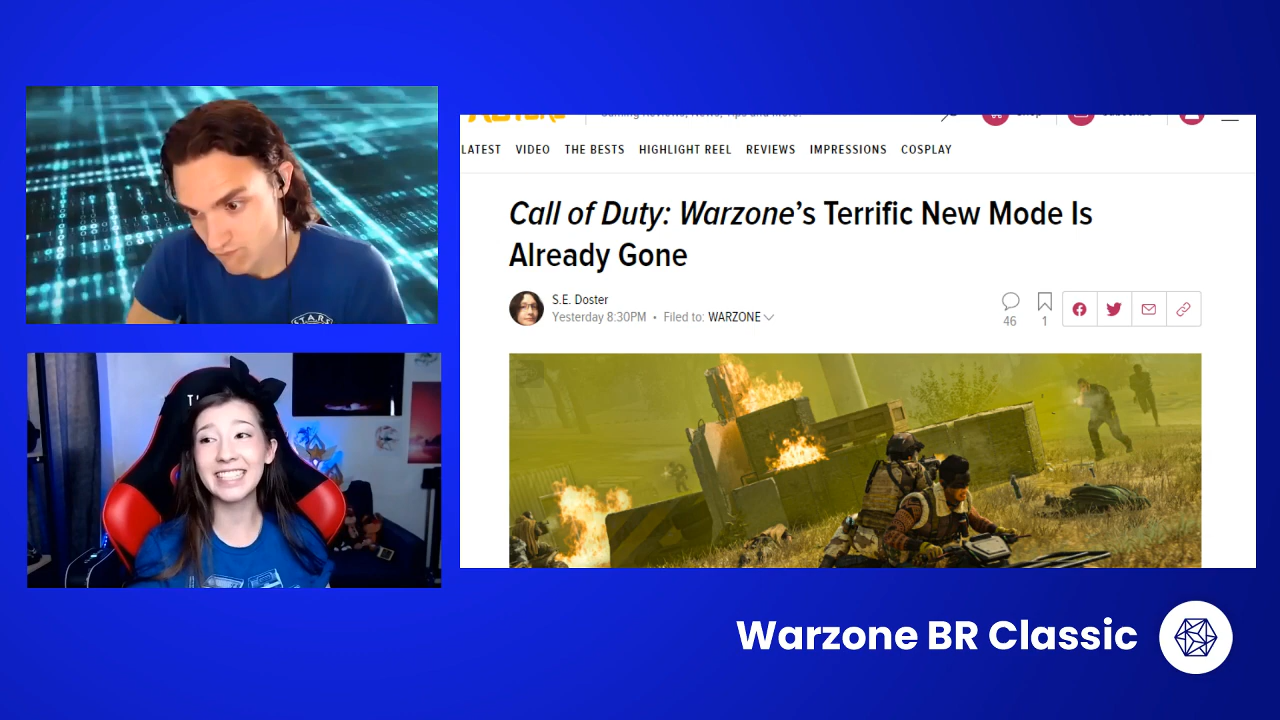 LATEST VIDEO THE BESTS HIGHLIGHT REEL REVIEWS IMPRESSIONS COSPLAY
Call of Duty: Warzone’s Terrific New Mode Is
Already Gone
S.E. Doster
Yesterday 8:30PM • Filed to: WARZONE
46
1
STARS
Warzone BR Classic